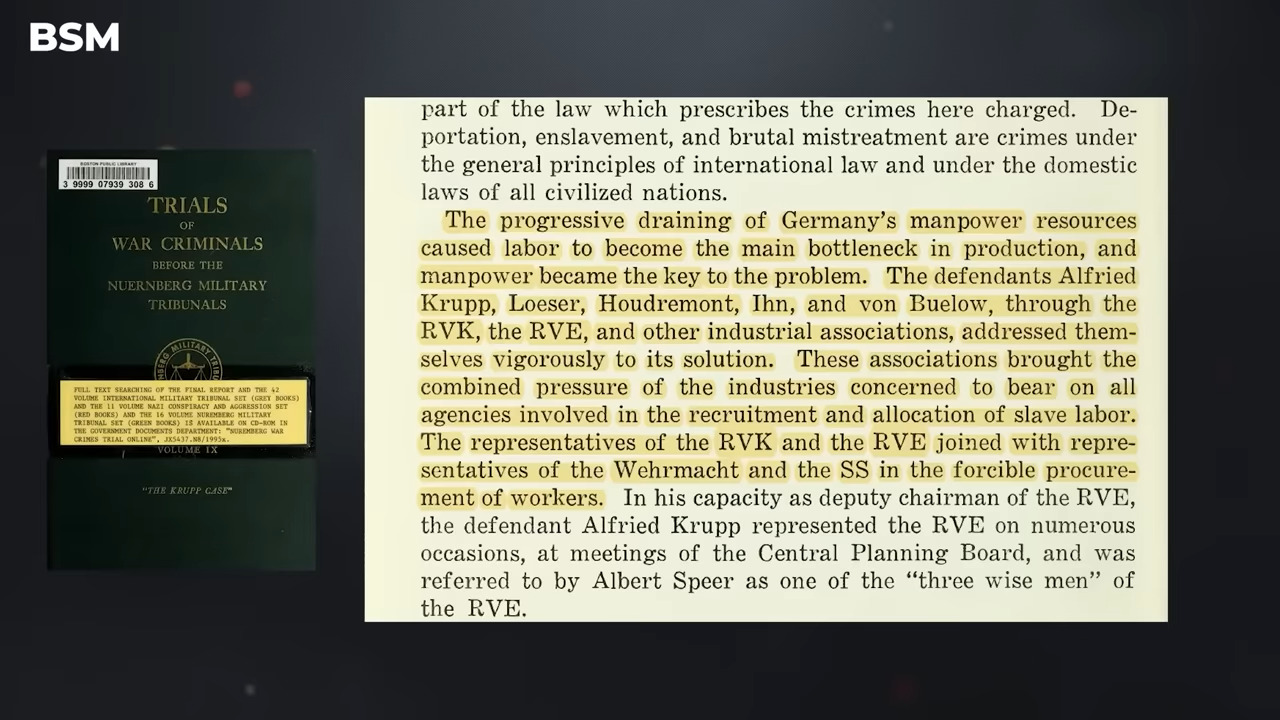 BSM
BOSTON PUBLIC LIBRARY
3 9999 07939 308 6
TRIALS
OF
WAR CRIMINALS
BEFORE THE
NUERNBERG MILITARY
TRIBUNALS
FULL TEXT SEARCHING OF THE FINAL REPORT AND THE 42
VOLUME INTERNATIONAL MILITARY TRIBUNAL SET (GREY BOOKS)
AND THE 11 VOLUME NAZI CONSPIRACY AND AGGRESSION SET
(RED BOOKS) AND THE 16 VOLUME NUREMBERG MILITARY
TRIBUNAL SET (GREEN BOOKS) IS AVAILABLE ON CD-ROM IN
THE GOVERNMENT DOCUMENTS DEPARTMENT: "NUREMBERG WAR
CRIMES TRIAL ONLINE", JX5437.N8/1995x.
VOLUME IX
"THE KRUPP CASE"
part of the law which prescribes the crimes here charged. De-
portation, enslavement, and brutal mistreatment are crimes under
the general principles of international law and under the domestic
laws of all civilized nations.
The progressive draining of Germany's manpower resources
caused labor to become the main bottleneck in production, and
manpower became the key to the problem. The defendants Alfried
Krupp, Loeser, Houdremont, Ihn, and von Buelow, through the
RVK, the RVE, and other industrial associations, addressed them-
selves vigorously to its solution. These associations brought the
combined pressure of the industries concerned to bear on all
agencies involved in the recruitment and allocation of slave labor.
The representatives of the RVK and the RVE joined with repre-
sentatives of the Wehrmacht and the SS in the forcible procure-
ment of workers. In his capacity as deputy chairman of the RVE,
the defendant Alfried Krupp represented the RVE on numerous
occasions, at meetings of the Central Planning Board, and was
referred to by Albert Speer as one of the "three wise men" of
the RVE.